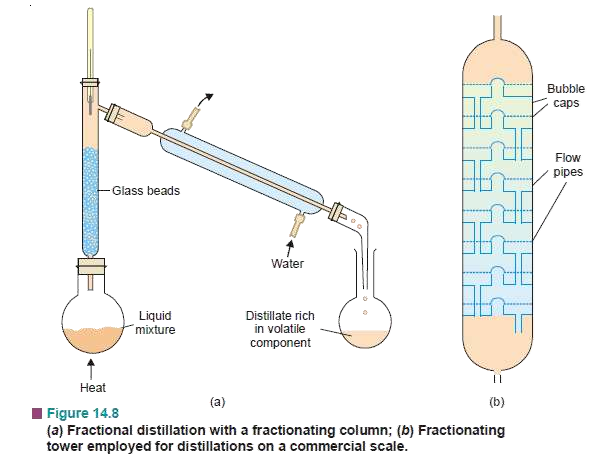 Bubble
caps
Flow
pipes
Glass beads
Water
Liquid
mixture
Distillate rich
in volatile
component
Heat
(a)
(b)
Figure 14.8
(a) Fractional distillation with a fractionating column; (b) Fractionating
tower employed for distillations on a commercial scale.